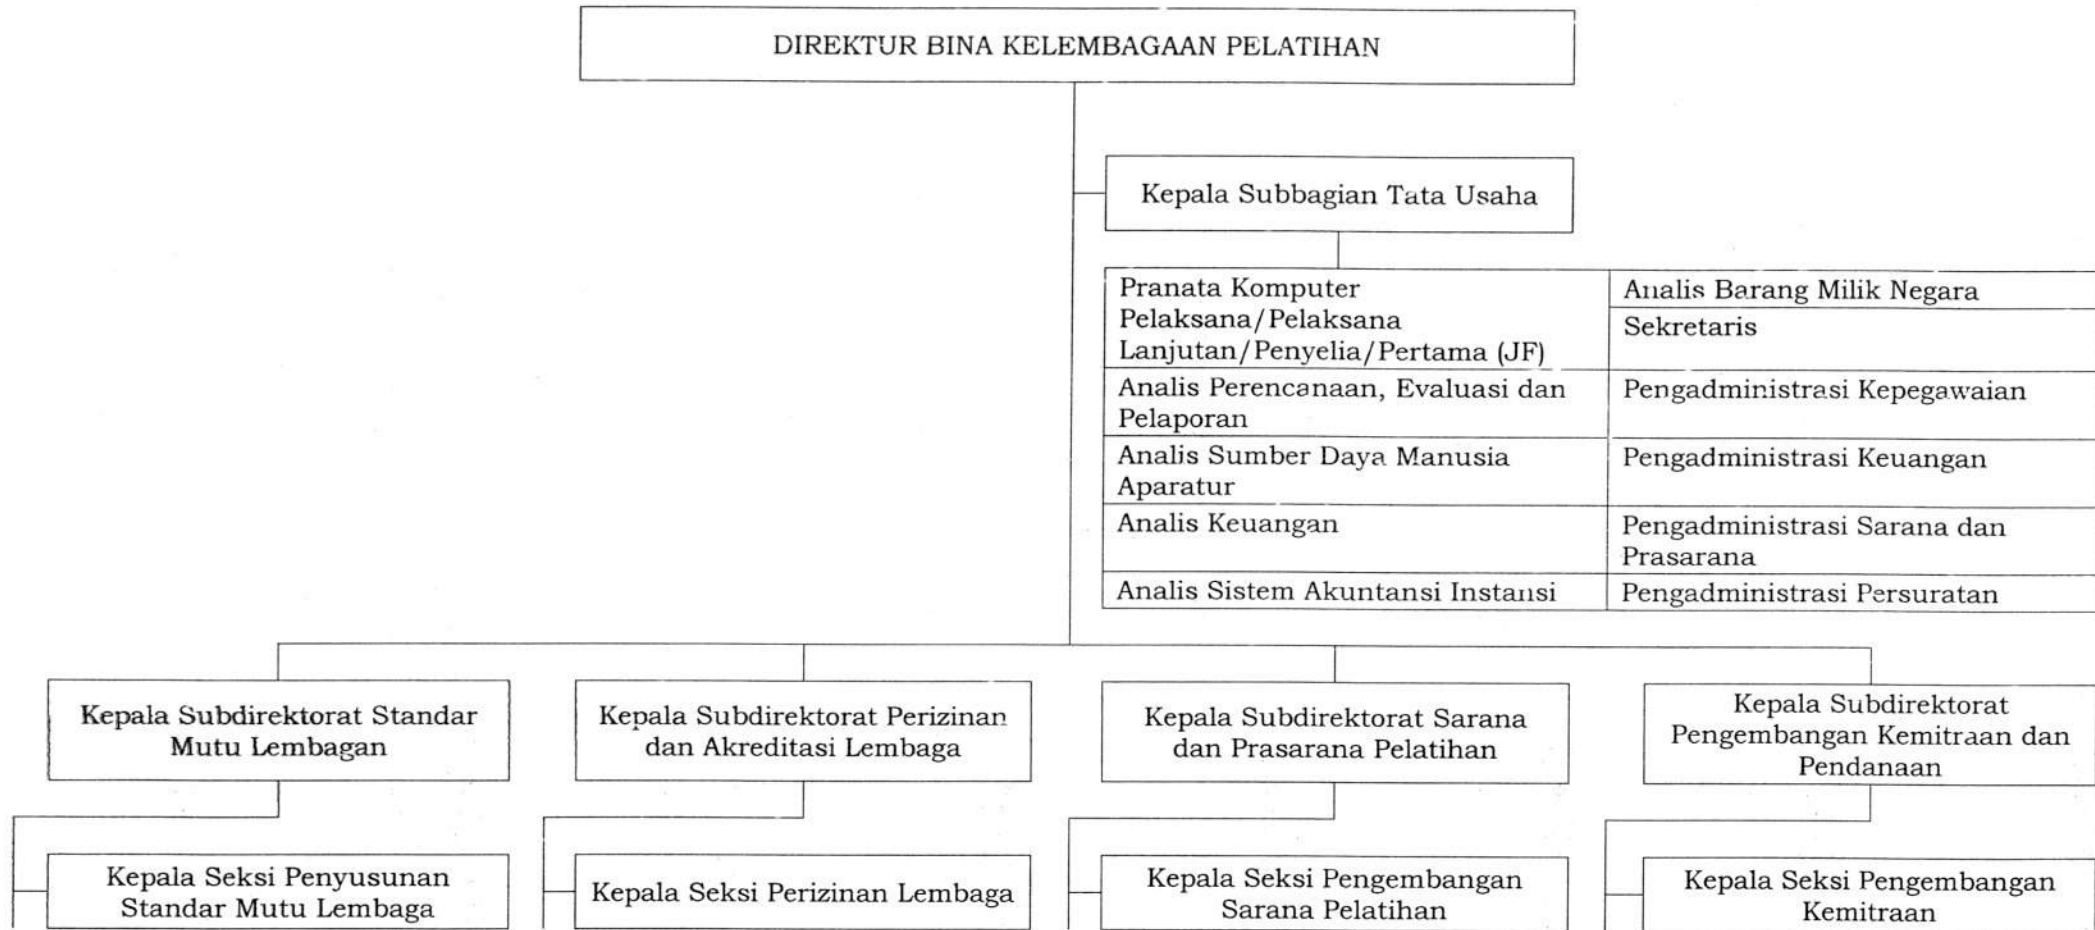 DIREKTUR BINA KELEMBAGAAN PELATIHAN
Kepala Subbagian Tata Usaha
Pranata Komputer
Pelaksana/Pelaksana
Lanjutan/Penyelia/Pertama (JF)
Analis Barang Milik Negara
Sekretaris
Analis Perencanaan, Evaluasi dan
Pelaporan
Pengadministrasi Kepegawaian
Analis Sumber Daya Manusia
Aparatur
Pengadministrasi Keuangan
Analis Keuangan
Pengadministrasi Sarana dan
Prasarana
Analis Sistem Akuntansi Instansi
Pengadministrasi Persuratan
Kepala Subdirektorat Standar
Mutu Lembagan
Kepala Subdirektorat Perizinan
dan Akreditasi Lembaga
Kepala Subdirektorat Sarana
dan Prasarana Pelatihan
Kepala Subdirektorat
Pengembangan Kemitraan dan
Pendanaan
Kepala Seksi Penyusunan
Standar Mutu Lembaga
Kepala Seksi Perizinan Lembaga
Kepala Seksi Pengembangan
Sarana Pelatihan
Kepala Seksi Pengembangan
Kemitraan